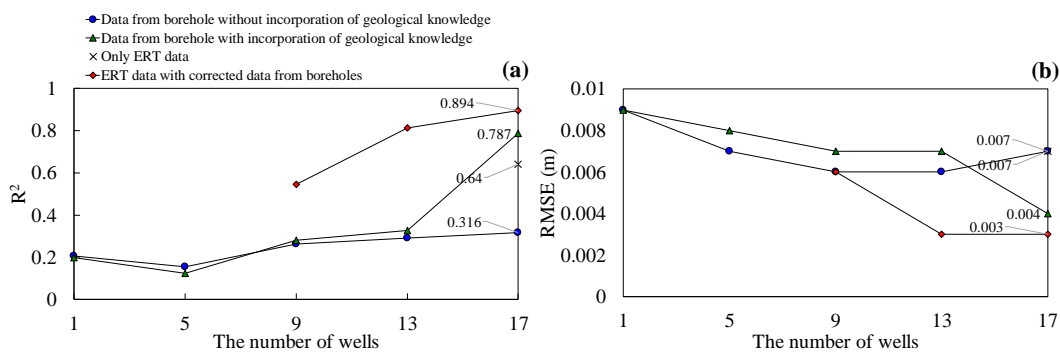 Data from borehole without incorporation of geological knowledge
Data from borehole with incorporation of geological knowledge
Only ERT data
ERT data with corrected data from boreholes
(a)
1
0.8
0.6
0.4
0.2
0
R²
0.894
0.787
0.64
0.316
1 5 9 13 17
The number of wells
(b)
0.01
0.008
0.006
0.004
0.002
0
RMSE (m)
0.007
0.007
0.004
0.003
1 5 9 13 17
The number of wells